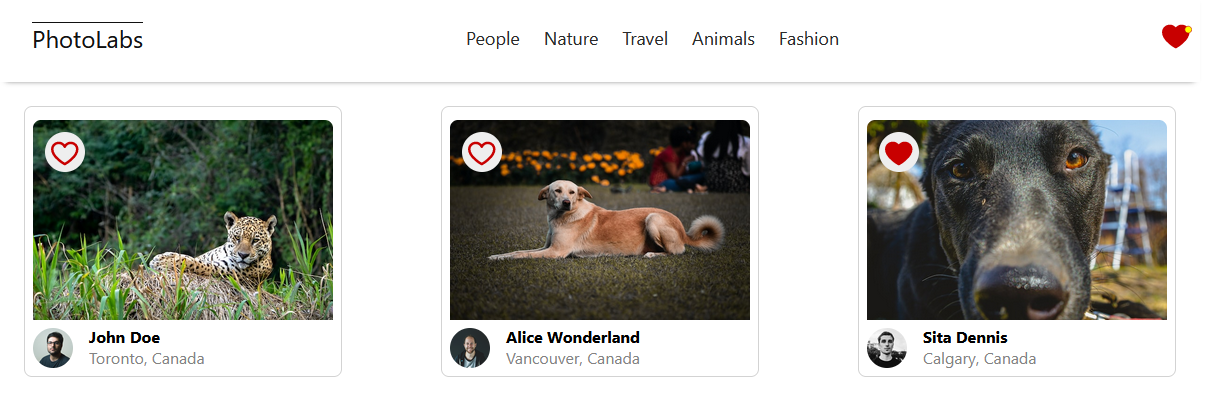 PhotoLabs
People Nature Travel Animals Fashion
John Doe
Toronto, Canada
Alice Wonderland
Vancouver, Canada
Sita Dennis
Calgary, Canada